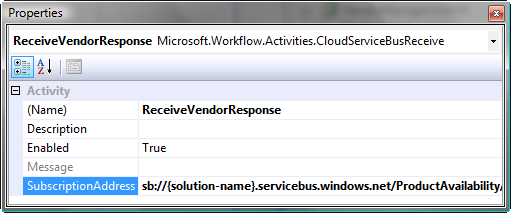 Properties
ReceiveVendorResponse Microsoft.Workflow.Activities.CloudServiceBusReceive
Activity
(Name) ReceiveVendorResponse
Description
Enabled True
Message
SubscriptionAddress sb://{solution-name}.servicebus.windows.net/ProductAvailability/